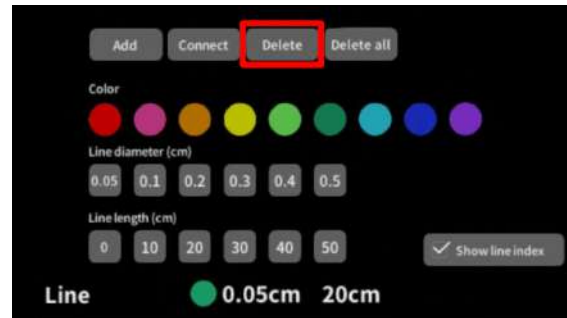 Add Connect Delete Delete all
Color
Line diameter (cm)
0.05 0.1 0.2 0.3 0.4 0.5
Line length (cm)
0 10 20 30 40 50
Show line index
Line 0.05cm 20cm